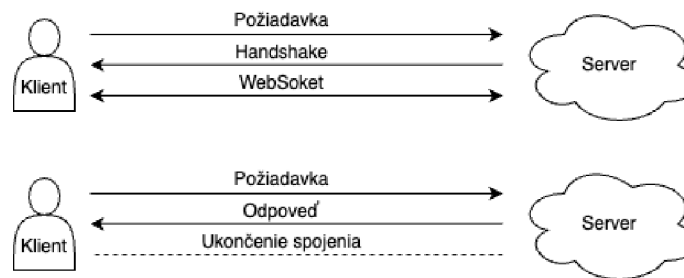 Požiadavka
Handshake
Klient
WebSoket
Server
Požiadavka
Odpoveď
Klient
Ukončenie spojenia
Server